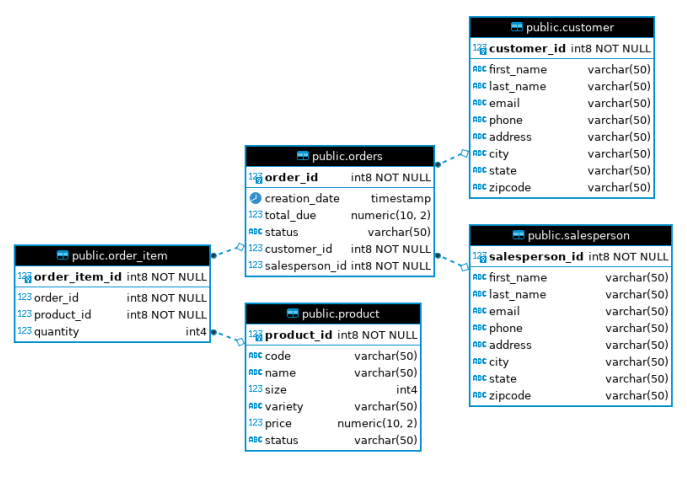 public.customer
123 customer_id int8 NOT NULL
ABC first_name varchar(50)
ABC last_name varchar(50)
ABC email varchar(50)
ABC phone varchar(50)
ABC address varchar(50)
ABC city varchar(50)
ABC state varchar(50)
ABC zipcode varchar(50)
public.orders
123 order_id int8 NOT NULL
creation_date timestamp
123 total_due numeric(10, 2)
ABC status varchar(50)
123 customer_id int8 NOT NULL
123 salesperson_id int8 NOT NULL
public.salesperson
123 salesperson_id int8 NOT NULL
ABC first_name varchar(50)
ABC last_name varchar(50)
ABC email varchar(50)
ABC phone varchar(50)
ABC address varchar(50)
ABC city varchar(50)
ABC state varchar(50)
ABC zipcode varchar(50)
public.order_item
123 order_item_id int8 NOT NULL
123 order_id int8 NOT NULL
123 product_id int8 NOT NULL
123 quantity int4
public.product
123 product_id int8 NOT NULL
ABC code varchar(50)
ABC name varchar(50)
123 size int4
ABC variety varchar(50)
123 price numeric(10, 2)
ABC status varchar(50)